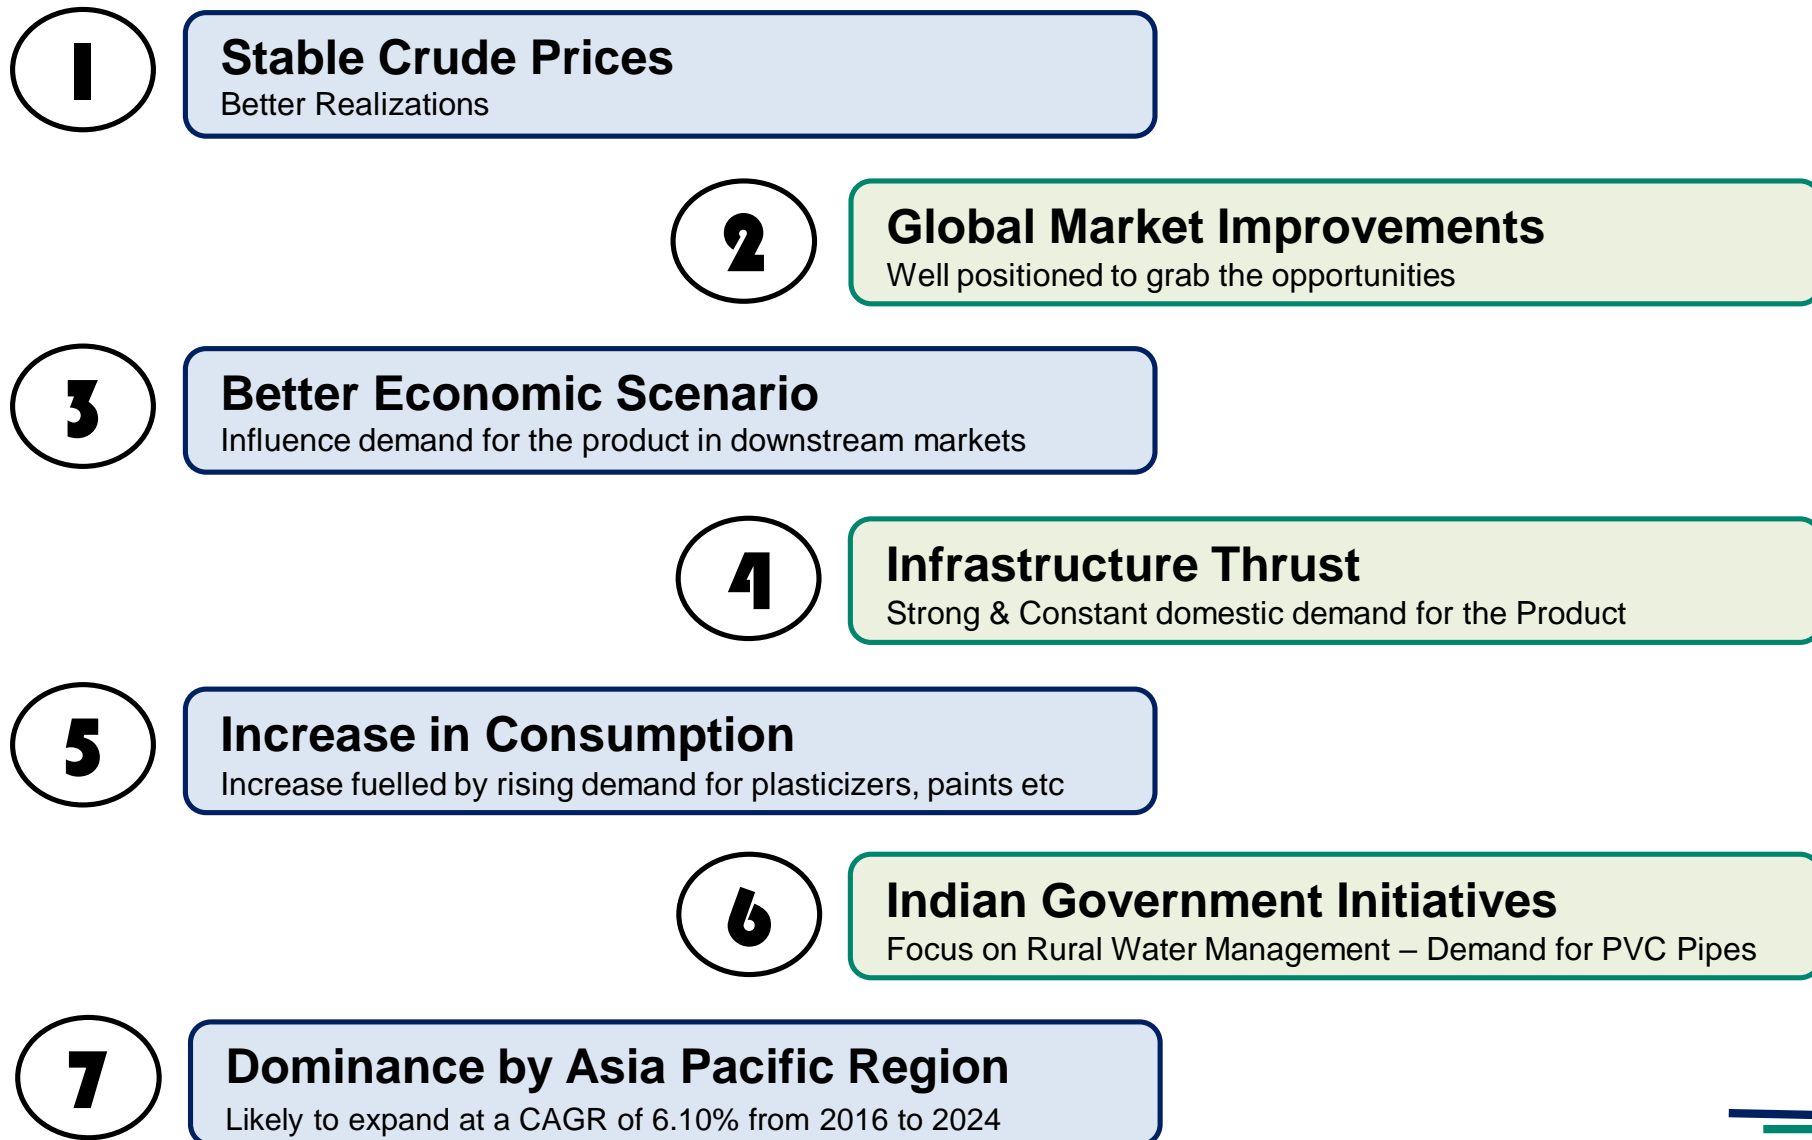 1
Stable Crude Prices
Better Realizations
2
Global Market Improvements
Well positioned to grab the opportunities
3
Better Economic Scenario
Influence demand for the product in downstream markets
4
Infrastructure Thrust
Strong & Constant domestic demand for the Product
5
Increase in Consumption
Increase fuelled by rising demand for plasticizers, paints etc
6
Indian Government Initiatives
Focus on Rural Water Management – Demand for PVC Pipes
7
Dominance by Asia Pacific Region
Likely to expand at a CAGR of 6.10% from 2016 to 2024